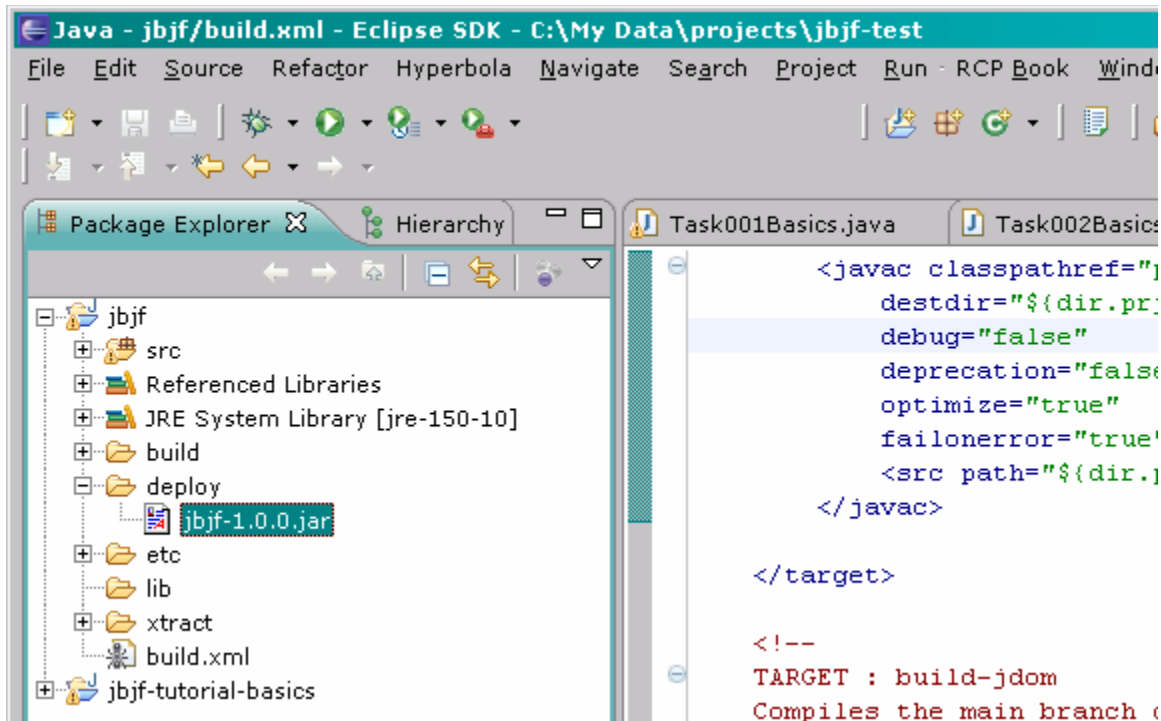 Java - jbjf/build.xml - Eclipse SDK - C:\My Data\projects\jbjf-test
File Edit Source Refactor Hyperbola Navigate Search Project Run RCP Book Wind
Package Explorer Hierarchy
jbjf
src
Referenced Libraries
JRE System Library [jre-150-10]
build
deploy
jbjf-1.0.0.jar
etc
lib
xtract
build.xml
jbjf-tutorial-basics
Task001Basics.java Task002Basics
<javac classpathref="p
destdir="${dir.prj
debug="false"
deprecation="false
optimize="true"
failonerror="true"
<src path="${dir.p
</javac>
</target>
<!--
TARGET : build-jdom
Compiles the main branch